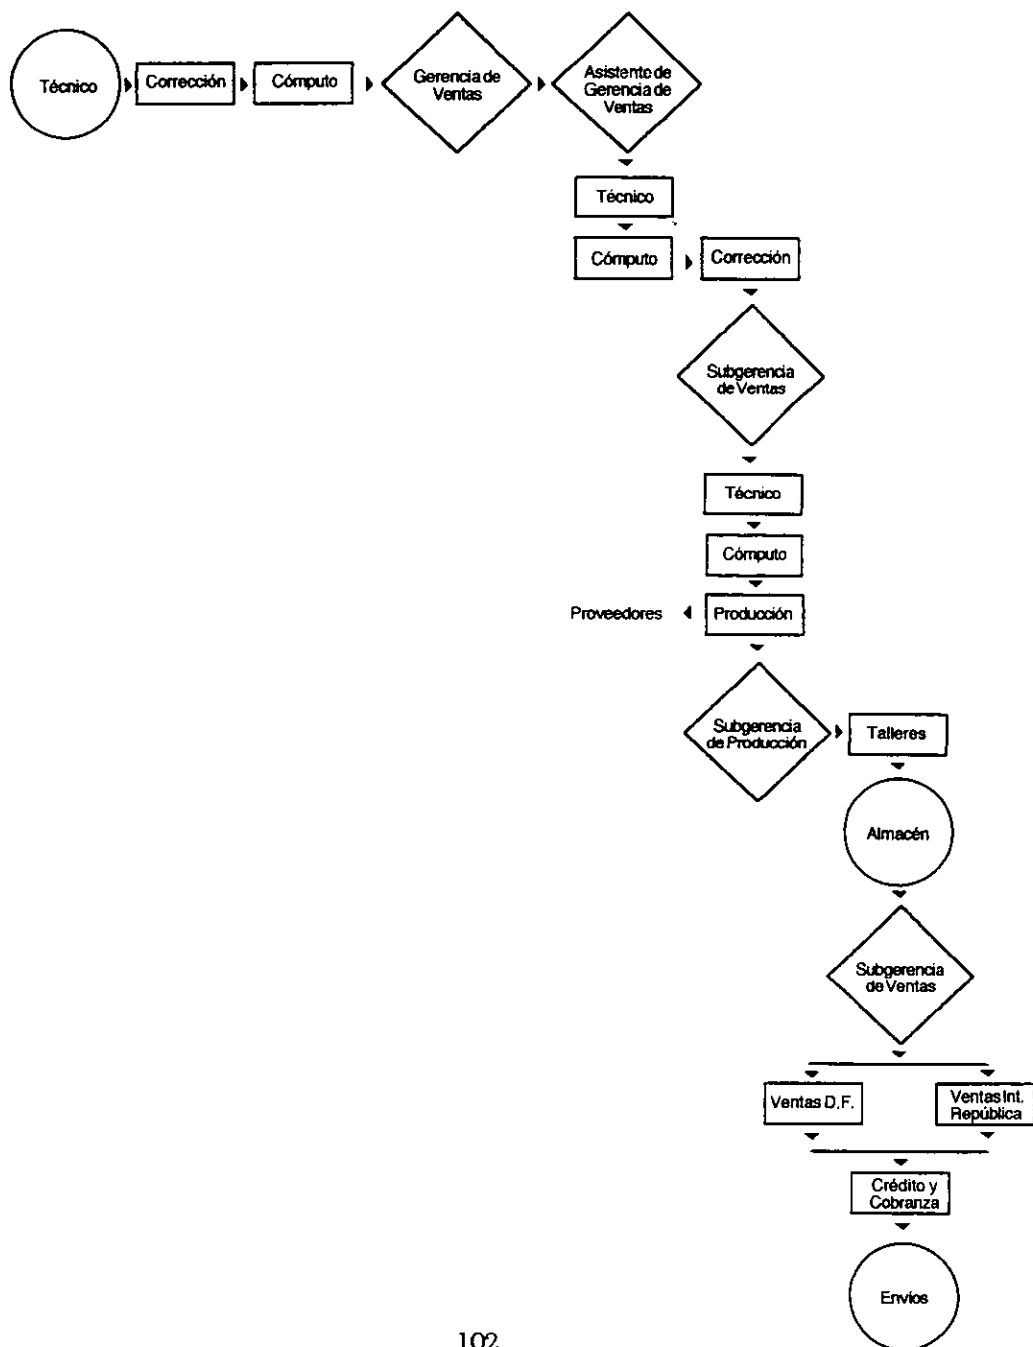 Técnico
Corrección
Cómputo
Gerencia de
Ventas
Asistente de
Gerencia de
Ventas
Técnico
Cómputo
Corrección
Subgerencia
de Ventas
Técnico
Cómputo
Proveedores
Producción
Subgerencia
de Producción
Talleres
Almacén
Subgerencia
de Ventas
Ventas D.F.
Ventas Int.
República
Crédito y
Cobranza
Envíos
102